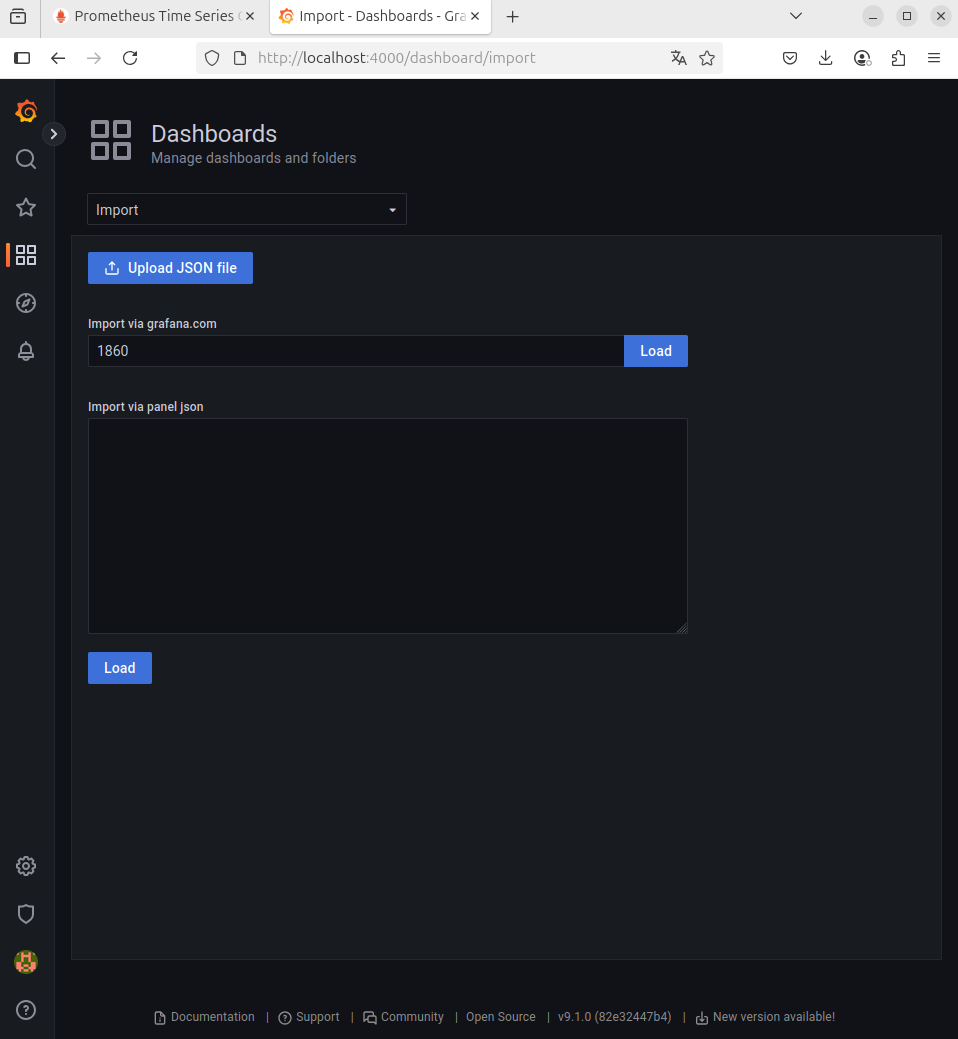 Prometheus Time Series
Import - Dashboards - Gra
http://localhost:4000/dashboard/import
Dashboards
Manage dashboards and folders
Import
Upload JSON file
Import via grafana.com
1860
Load
Import via panel json
Load
Documentation | Support | Community | Open Source | v9.1.0 (82e32447b4) | New version available!